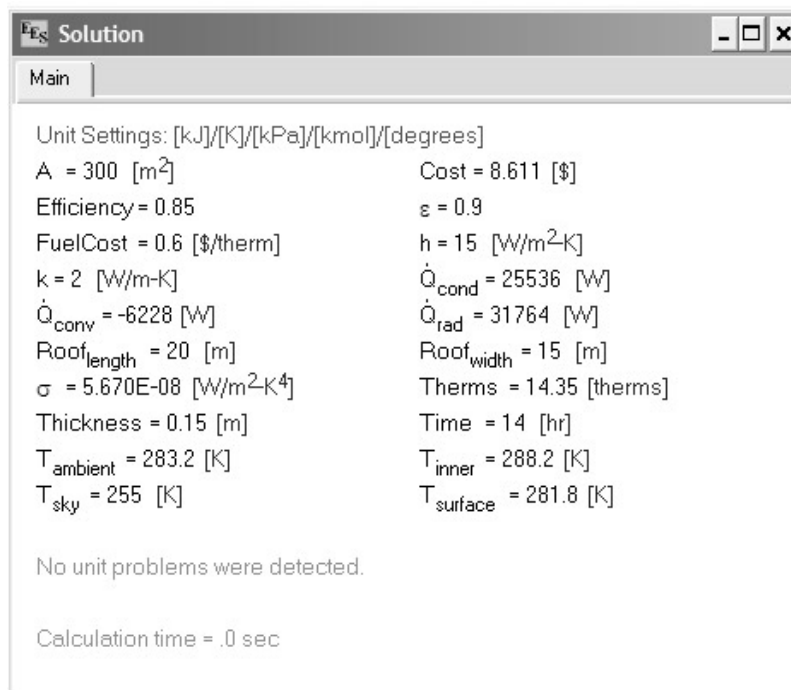 EES Solution
Main
Unit Settings: [kJ]/[K]/[kPa]/[kmol]/[degrees]
A = 300 [m²] Cost = 8.611 [$]
Efficiency = 0.85 ε = 0.9
FuelCost = 0.6 [$/therm] h = 15 [W/m²-K]
k = 2 [W/m-K] Q̇cond = 25536 [W]
Q̇conv = -6228 [W] Q̇rad = 31764 [W]
Rooflength = 20 [m] Roofwidth = 15 [m]
σ = 5.670E-08 [W/m²-K⁴] Therms = 14.35 [therms]
Thickness = 0.15 [m] Time = 14 [hr]
Tambient = 283.2 [K] Tinner = 288.2 [K]
Tsky = 255 [K] Tsurface = 281.8 [K]
No unit problems were detected.
Calculation time = .0 sec